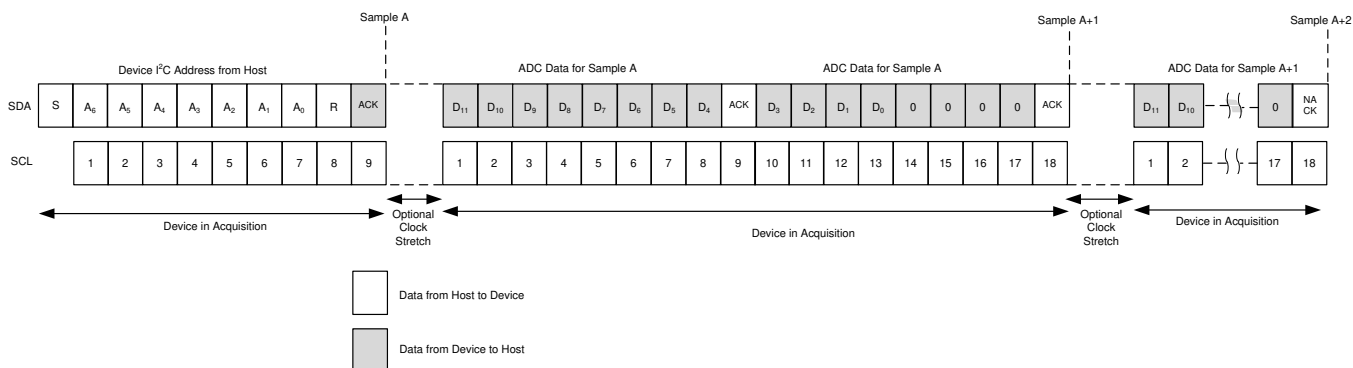 Sample A
Sample A+1
Sample A+2
Device I²C Address from Host
ADC Data for Sample A
ADC Data for Sample A
ADC Data for Sample A+1
SDA S A₆ A₅ A₄ A₃ A₂ A₁ A₀ R ACK D₁₁ D₁₀ D₉ D₈ D₇ D₆ D₅ D₄ ACK D₃ D₂ D₁ D₀ 0 0 0 0 ACK D₁₁ D₁₀ 0 NA CK
SCL 1 2 3 4 5 6 7 8 9 1 2 3 4 5 6 7 8 9 10 11 12 13 14 15 16 17 18 1 2 17 18
Device in Acquisition
Optional
Clock
Stretch
Device in Acquisition
Optional
Clock
Stretch
Device in Acquisition
Data from Host to Device
Data from Device to Host